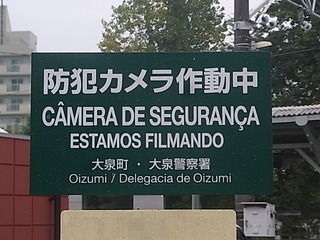 防犯カメラ作動中
CÂMERA DE SEGURANÇA
ESTAMOS FILMANDO
大泉町・大泉警察署
Oizumi / Delegacia de Oizumi